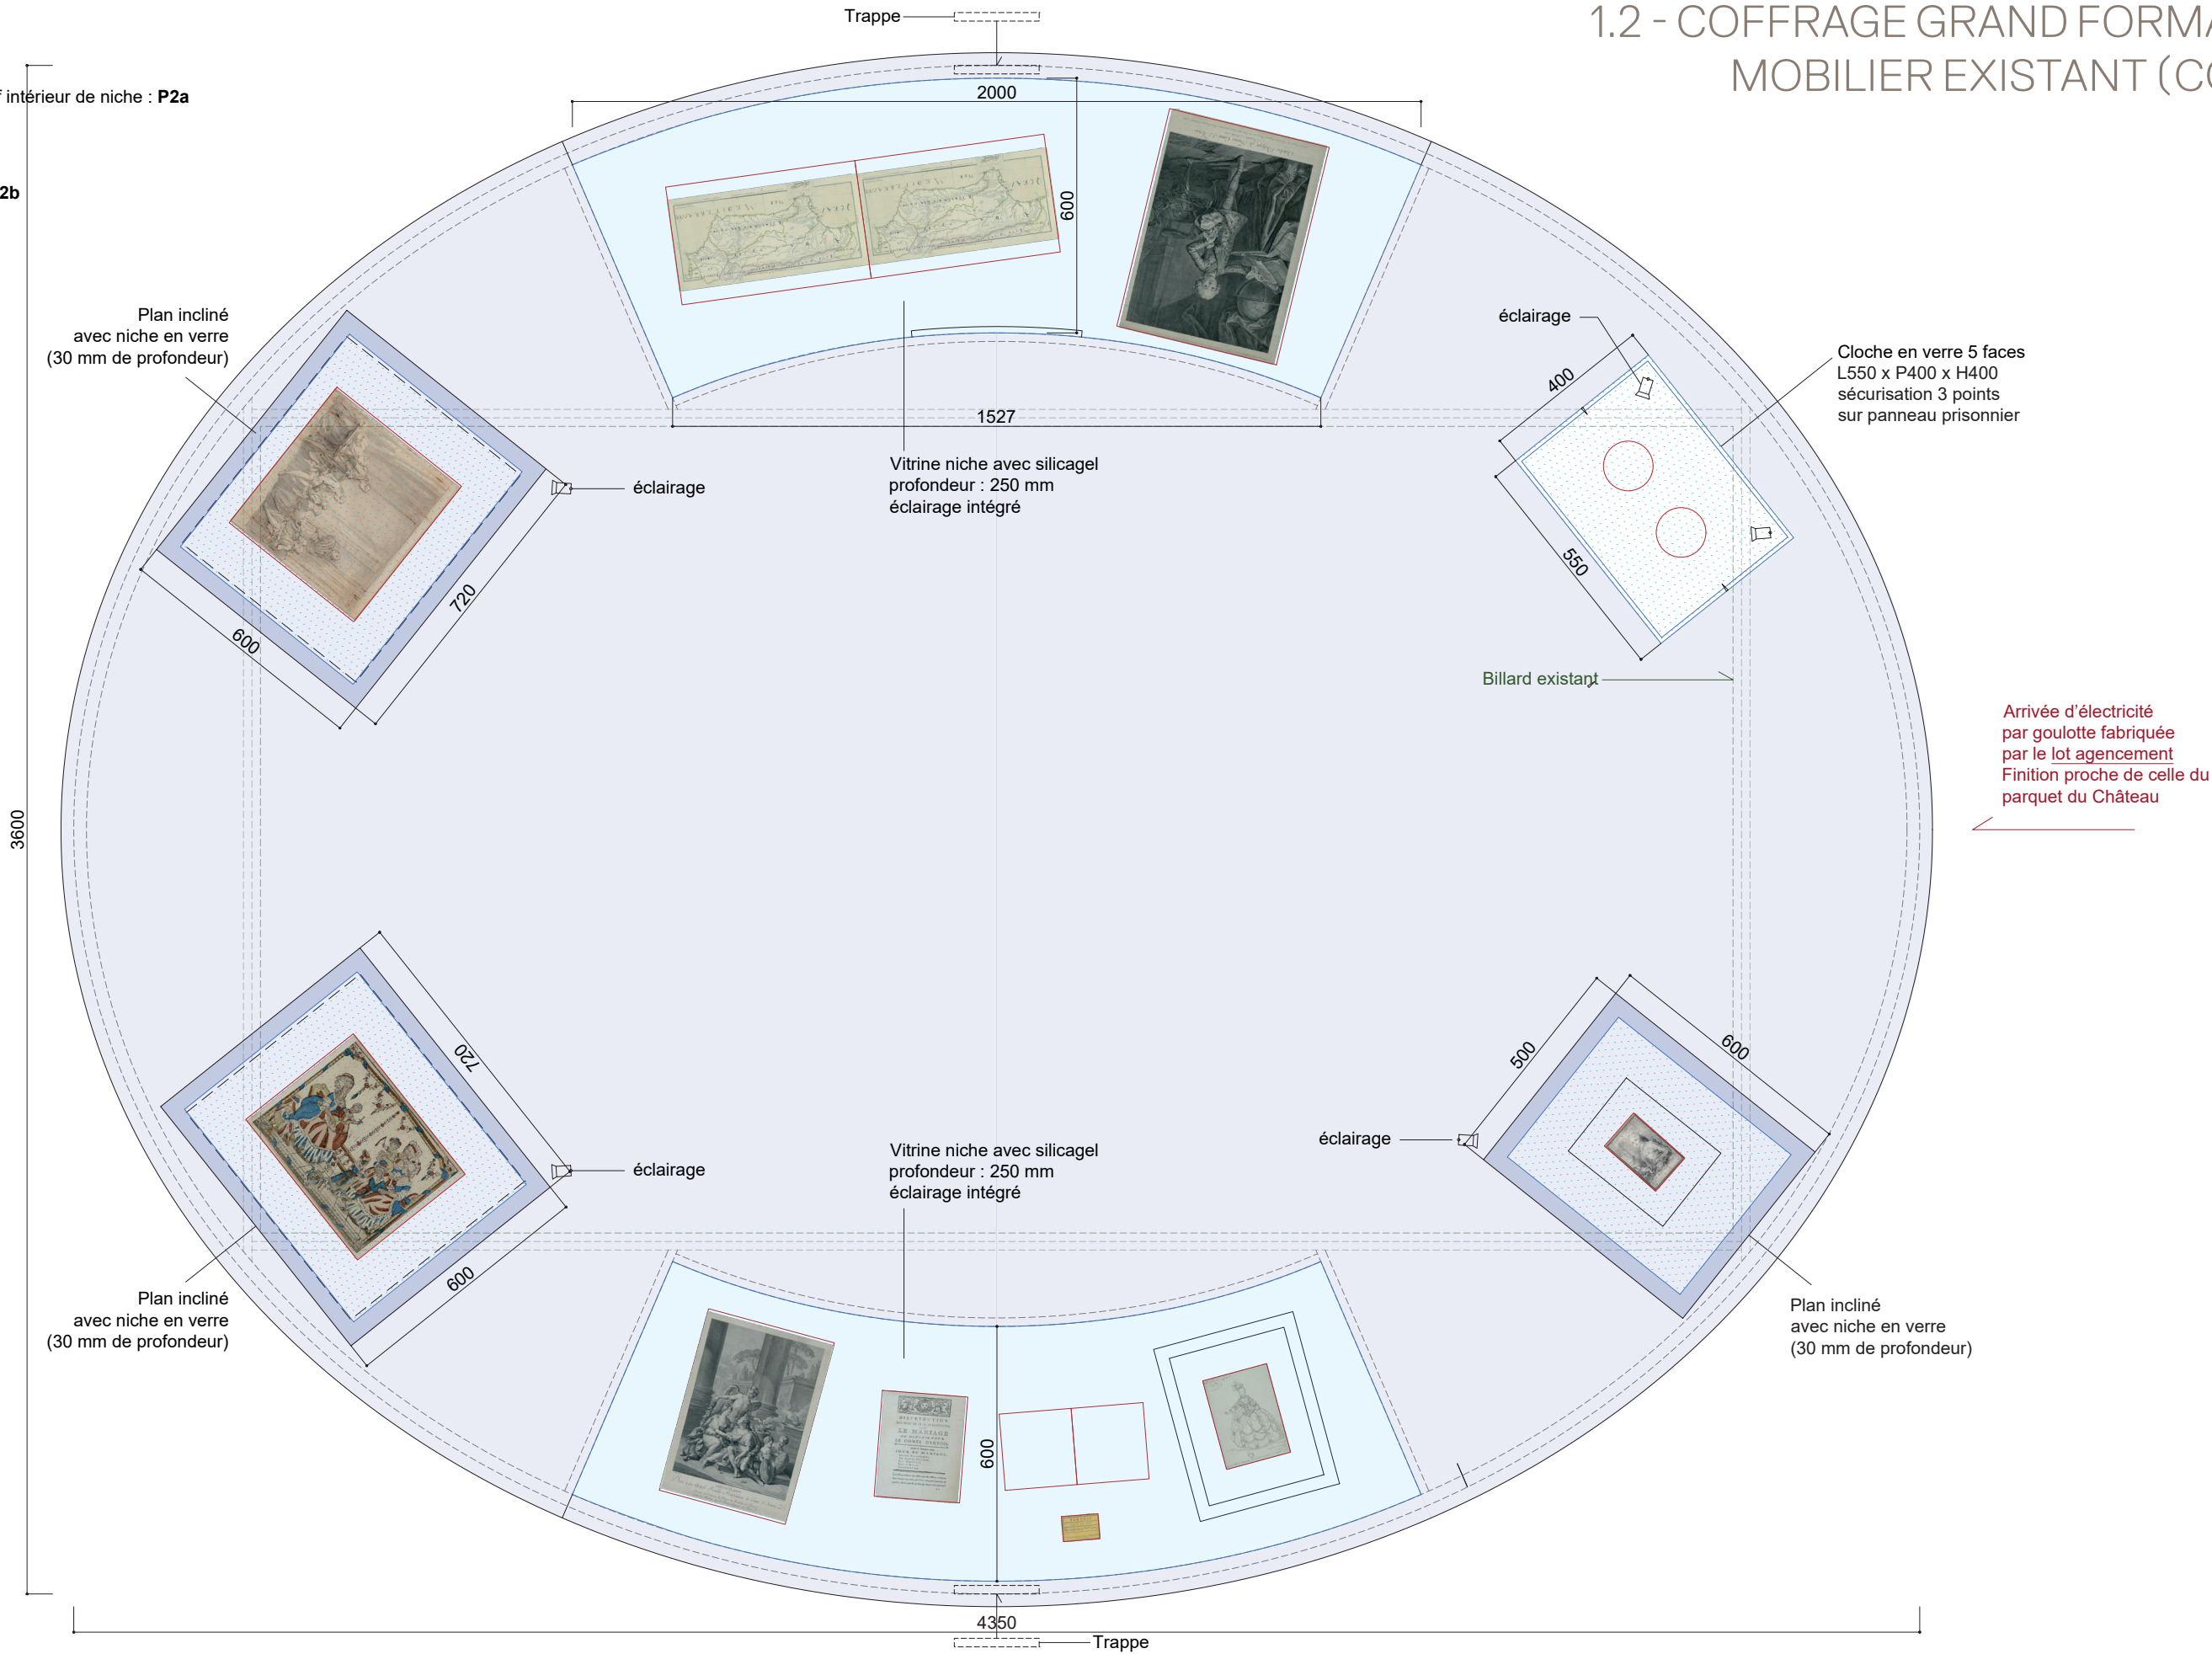 1.2 - COFFRAGE GRAND FORMA
MOBILIER EXISTANT (CO
Trappe
intérieur de niche : P2a
2b
2000
600
Plan incliné
avec niche en verre
(30 mm de profondeur)
éclairage
400
Cloche en verre 5 faces
L550 x P400 x H400
sécurisation 3 points
sur panneau prisonnier
1527
Vitrine niche avec silicagel
profondeur : 250 mm
éclairage intégré
éclairage
550
720
600
Billard existant
Arrivée d'électricité
par goulotte fabriquée
par le lot agencement
Finition proche de celle du
parquet du Château
3600
720
500
600
éclairage
Vitrine niche avec silicagel
profondeur : 250 mm
éclairage intégré
éclairage
600
Plan incliné
avec niche en verre
(30 mm de profondeur)
Plan incliné
avec niche en verre
(30 mm de profondeur)
LE MARIAGE
600
4350
Trappe